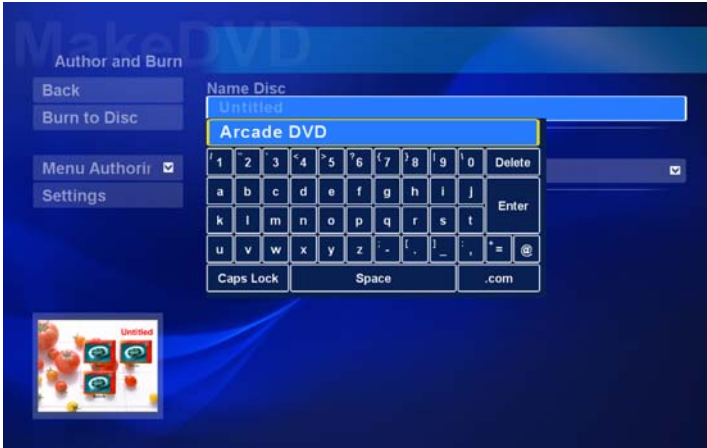 MakeDVD
Author and Burn
Back
Burn to Disc
Menu Authorin
Settings
Name Disc
Untitled
Arcade DVD
/ 1 " 2 ' 3 < 4 > 5 ? 6 { 7 } 8 | 9 \ 0 Delete
a b c d e f g h i j
Enter
k l m n o p q r s t
u v w x y z ; - [ . ] _ : , * = @
Caps Lock Space .com
Untitled